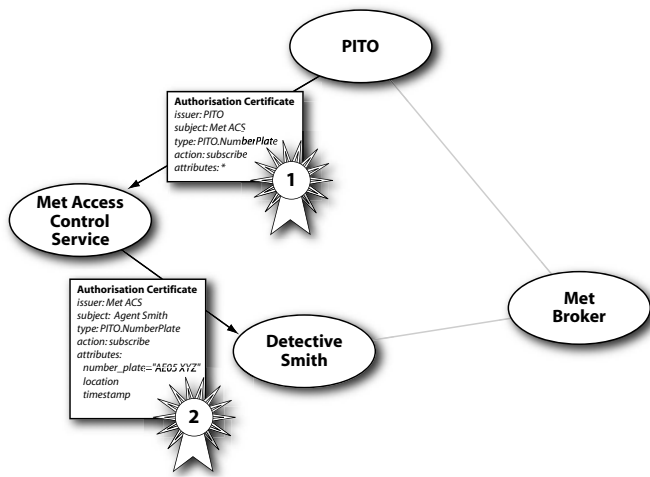 PITO
Authorisation Certificate
issuer: PITO
subject: Met ACS
type: PITO.NumberPlate
action: subscribe
attributes: *
1
Met Access
Control
Service
Authorisation Certificate
issuer: Met ACS
subject: Agent Smith
type: PITO.NumberPlate
action: subscribe
attributes:
number_plate="AE05 XYZ"
location
timestamp
2
Detective
Smith
Met
Broker